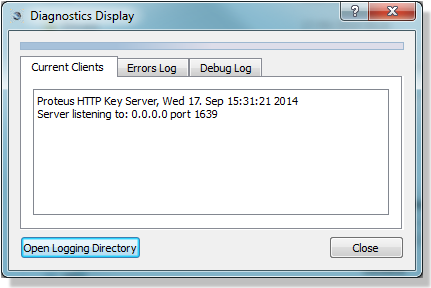 Diagnostics Display
?
Current Clients
Errors Log
Debug Log
Proteus HTTP Key Server, Wed 17. Sep 15:31:21 2014
Server listening to: 0.0.0.0 port 1639
Open Logging Directory
Close